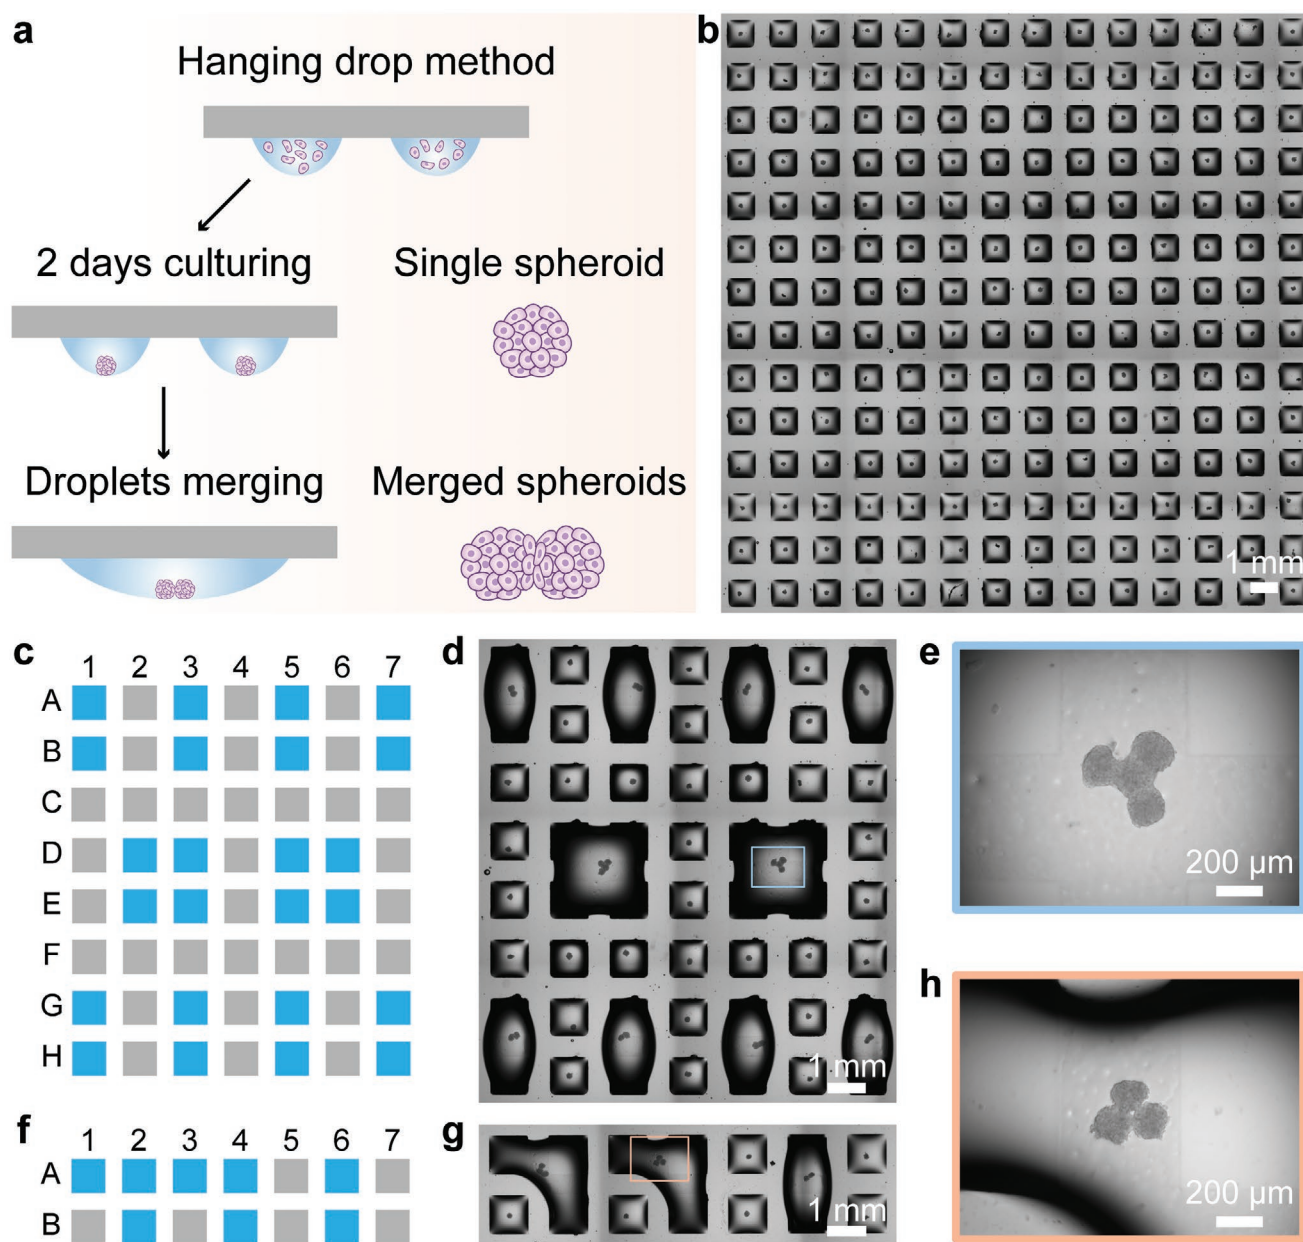 a
Hanging drop method
2 days culturing
Single spheroid
Droplets merging
Merged spheroids
b
1 mm
c
1 2 3 4 5 6 7
A
B
C
D
E
F
G
H
d
1 mm
e
200 µm
f
1 2 3 4 5 6 7
A
B
g
1 mm
h
200 µm